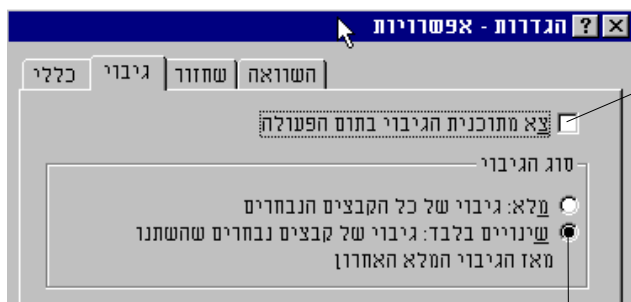 הגדרות - אפשרויות
כללי
גיבוי
שחזור
השוואה
צא מתוכנית הגיבוי בתום הפעולה
סוג הגיבוי
מלא: גיבוי של כל הקבצים הנבחרים
שינויים בלבד: גיבוי של קבצים נבחרים שהשתנו
מאז הגיבוי המלא האחרון